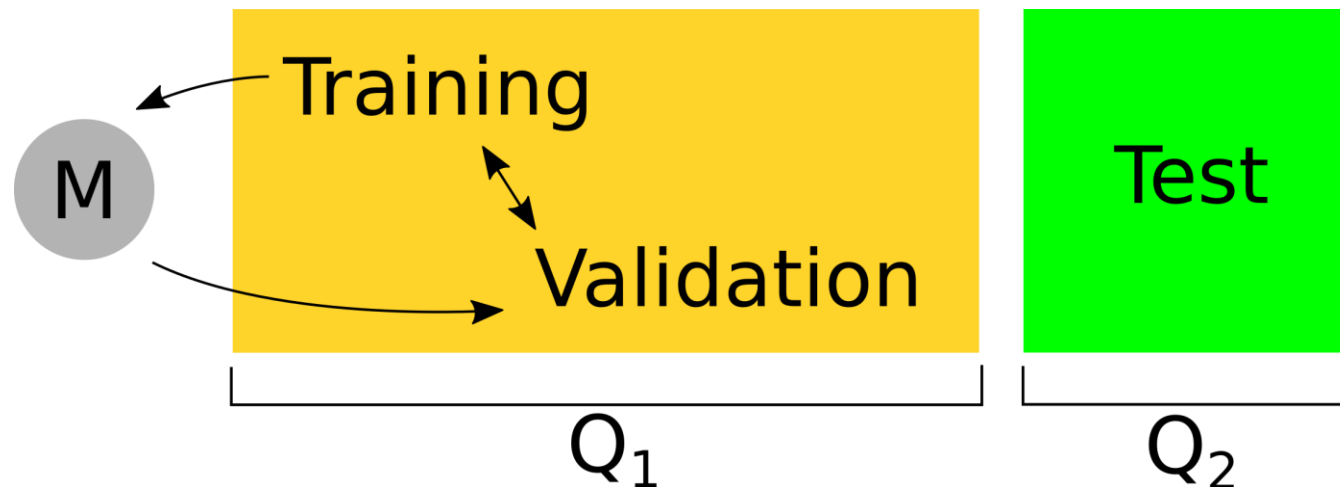 Training
M
Test
Validation
Q₁
Q₂